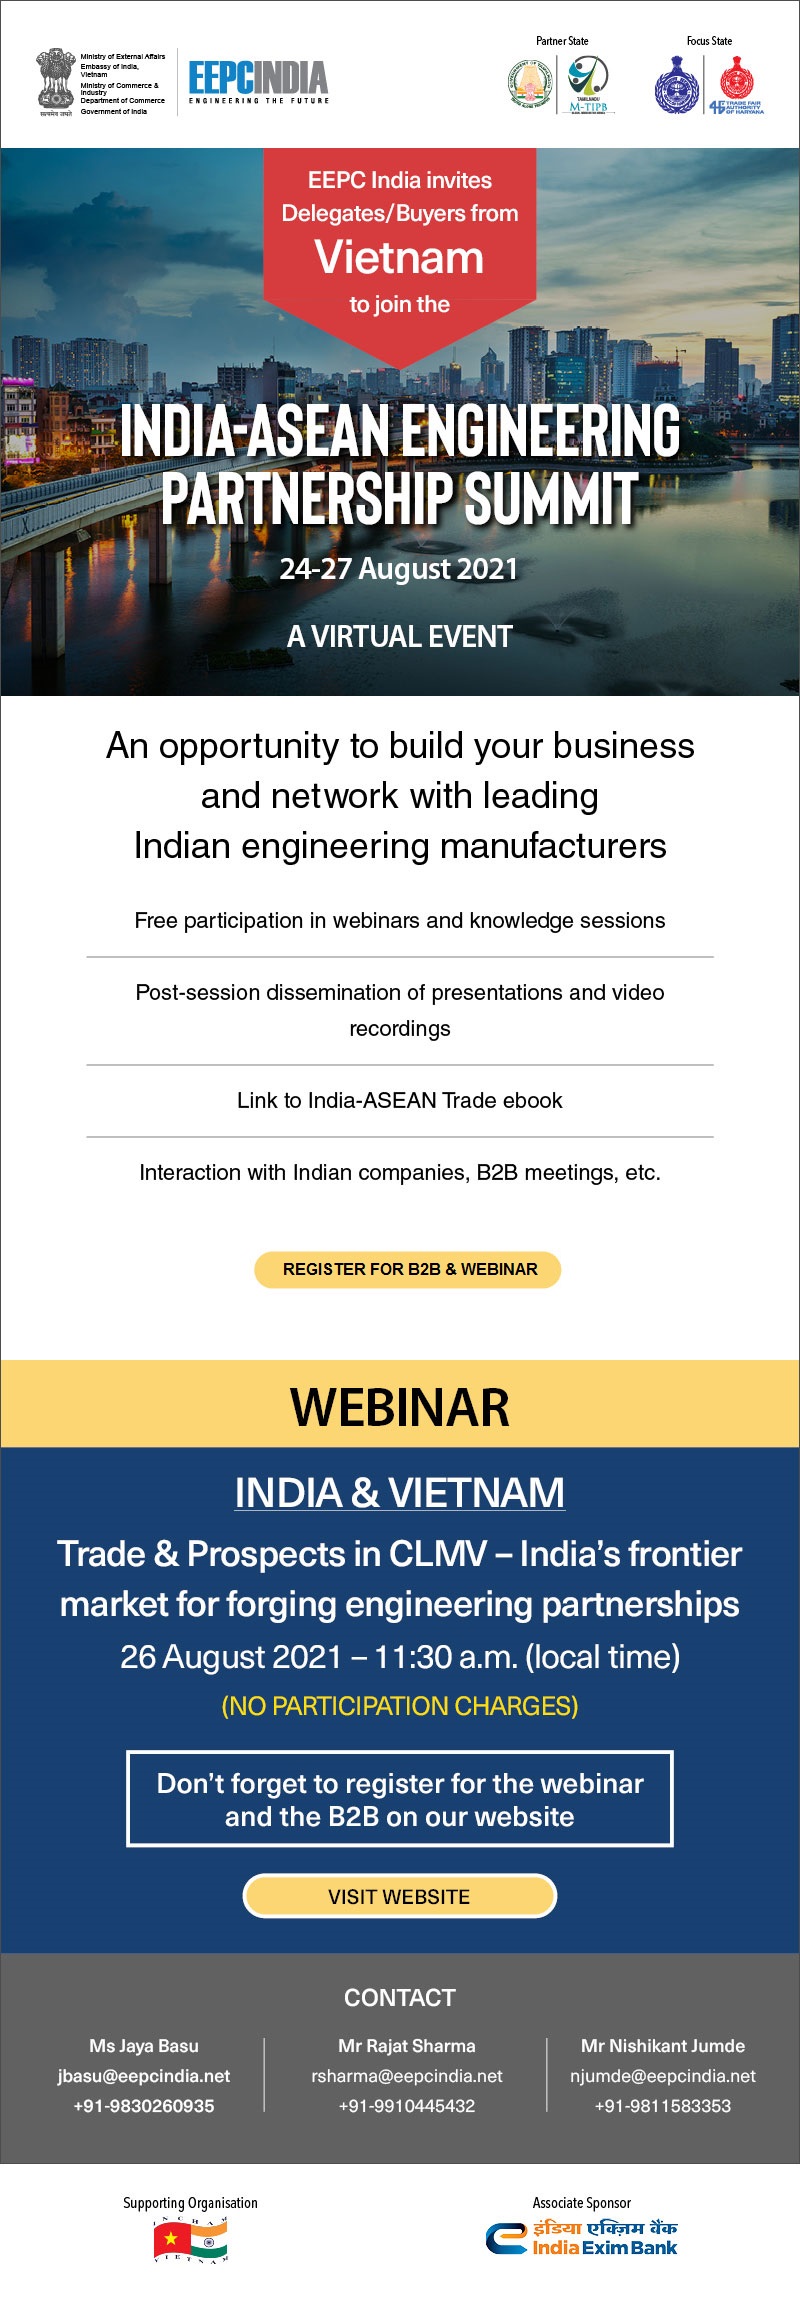 Partner State
Focus State
Ministry of External Affairs
Embassy of India,
Vietnam
Ministry of Commerce &
Industry
Department of Commerce
Government of India
सत्यमेव जयते
EEPCINDIA
ENGINEERING THE FUTURE
TAMILNADU
M-TIPB
TRADE FAIR
AUTHORITY
OF HARYANA
EEPC India invites
Delegates/Buyers from
Vietnam
to join the
INDIA-ASEAN ENGINEERING
PARTNERSHIP SUMMIT
24-27 August 2021
A VIRTUAL EVENT
An opportunity to build your business
and network with leading
Indian engineering manufacturers
Free participation in webinars and knowledge sessions
Post-session dissemination of presentations and video
recordings
Link to India-ASEAN Trade ebook
Interaction with Indian companies, B2B meetings, etc.
REGISTER FOR B2B & WEBINAR
WEBINAR
INDIA & VIETNAM
Trade & Prospects in CLMV – India’s frontier
market for forging engineering partnerships
26 August 2021 – 11:30 a.m. (local time)
(NO PARTICIPATION CHARGES)
Don’t forget to register for the webinar
and the B2B on our website
VISIT WEBSITE
CONTACT
Ms Jaya Basu
jbasu@eepcindia.net
+91-9830260935
Mr Rajat Sharma
rsharma@eepcindia.net
+91-9910445432
Mr Nishikant Jumde
njumde@eepcindia.net
+91-9811583353
Supporting Organisation
INCHAM
VIETNAM
Associate Sponsor
इंडिया एक्ज़िम बैंक
India Exim Bank